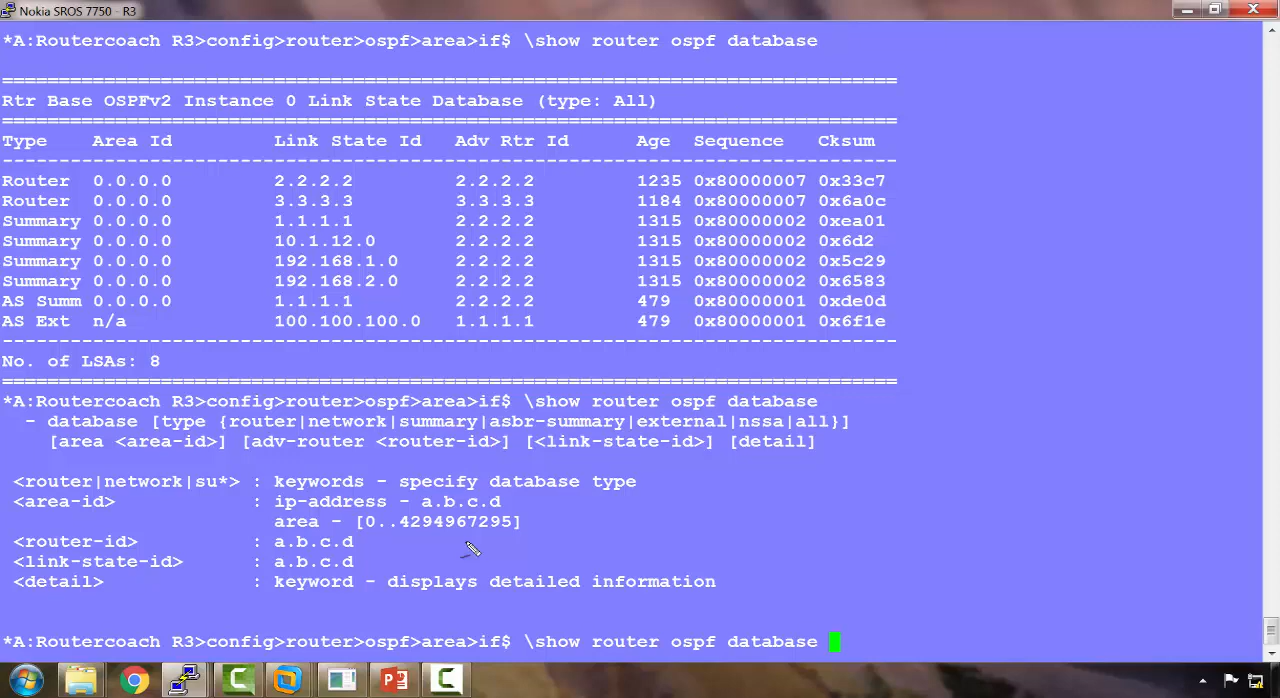 Nokia SROS 7750 - R3
*A:Routercoach R3>config>router>ospf>area>if$ \show router ospf database
===============================================================================
Rtr Base OSPFv2 Instance 0 Link State Database (type: All)
===============================================================================
Type    Area Id         Link State Id   Adv Rtr Id      Age  Sequence   Cksum
-------------------------------------------------------------------------------
Router  0.0.0.0         2.2.2.2         2.2.2.2         1235 0x80000007 0x33c7
Router  0.0.0.0         3.3.3.3         3.3.3.3         1184 0x80000007 0x6a0c
Summary 0.0.0.0         1.1.1.1         2.2.2.2         1315 0x80000002 0xea01
Summary 0.0.0.0         10.1.12.0       2.2.2.2         1315 0x80000002 0x6d2
Summary 0.0.0.0         192.168.1.0     2.2.2.2         1315 0x80000002 0x5c29
Summary 0.0.0.0         192.168.2.0     2.2.2.2         1315 0x80000002 0x6583
AS Summ 0.0.0.0         1.1.1.1         2.2.2.2         479  0x80000001 0xde0d
AS Ext  n/a             100.100.100.0   1.1.1.1         479  0x80000001 0x6f1e
-------------------------------------------------------------------------------
No. of LSAs: 8
===============================================================================
*A:Routercoach R3>config>router>ospf>area>if$ \show router ospf database
  - database [type {router|network|summary|asbr-summary|external|nssa|all}]
    [area <area-id>] [adv-router <router-id>] [<link-state-id>] [detail]
 <router|network|su*> : keywords - specify database type
 <area-id>            : ip-address - a.b.c.d
                        area - [0..4294967295]
 <router-id>          : a.b.c.d
 <link-state-id>      : a.b.c.d
 <detail>             : keyword - displays detailed information
*A:Routercoach R3>config>router>ospf>area>if$ \show router ospf database